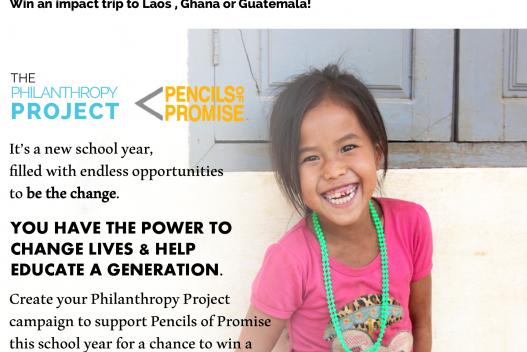 Win an impact trip to Laos , Ghana or Guatemala!
THE
PHILANTHROPY
PROJECT
PENCILS OF
PROMISE
It's a new school year,
filled with endless opportunities
to be the change.
YOU HAVE THE POWER TO
CHANGE LIVES & HELP
EDUCATE A GENERATION.
Create your Philanthropy Project
campaign to support Pencils of Promise
this school year for a chance to win a